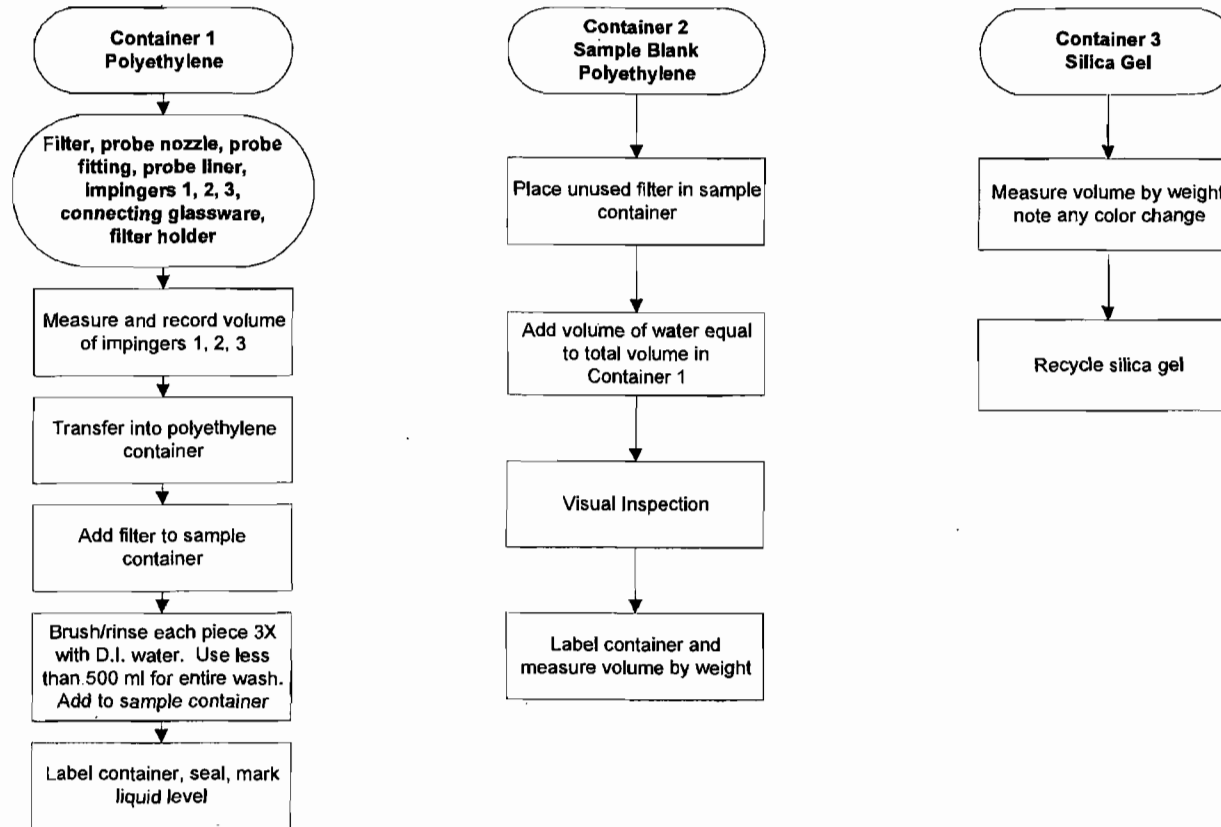 Container 1
Polyethylene
Filter, probe nozzle, probe
fitting, probe liner,
impingers 1, 2, 3,
connecting glassware,
filter holder
Measure and record volume
of impingers 1, 2, 3
Transfer into polyethylene
container
Add filter to sample
container
Brush/rinse each piece 3X
with D.I. water. Use less
than 500 ml for entire wash.
Add to sample container
Label container, seal, mark
liquid level
Container 2
Sample Blank
Polyethylene
Place unused filter in sample
container
Add volume of water equal
to total volume in
Container 1
Visual Inspection
Label container and
measure volume by weight
Container 3
Silica Gel
Measure volume by weight
note any color change
Recycle silica gel